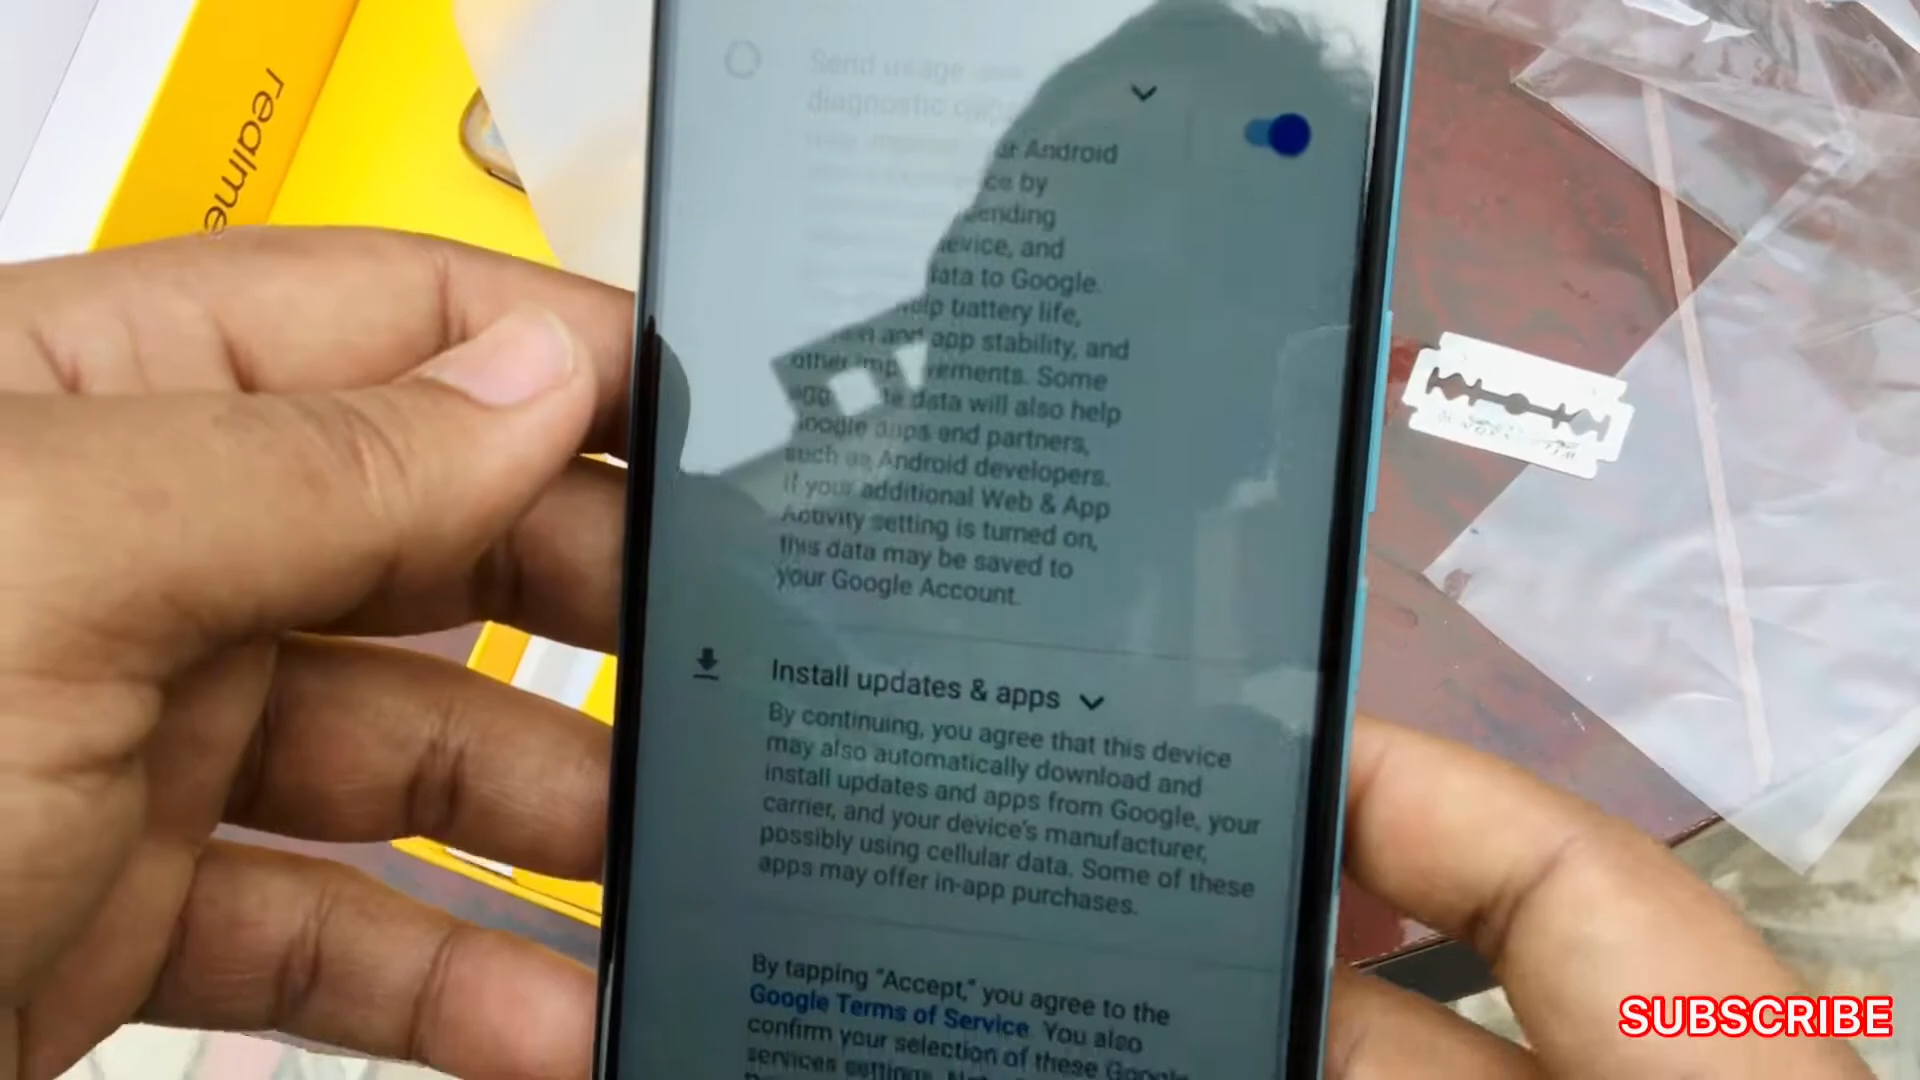 realme
Send usage
diagnostic
Android
ce by
sending
device, and
data to Google.
help battery life,
and app stability, and
other improvements. Some
data will also help
Google apps and partners,
such as Android developers.
If your additional Web & App
Activity setting is turned on,
this data may be saved to
your Google Account.
Install updates & apps
By continuing, you agree that this device
may also automatically download and
install updates and apps from Google, your
carrier, and your device's manufacturer,
possibly using cellular data. Some of these
apps may offer in-app purchases.
By tapping "Accept," you agree to the
Google Terms of Service. You also
confirm your selection of these Google
services settings.
SUBSCRIBE